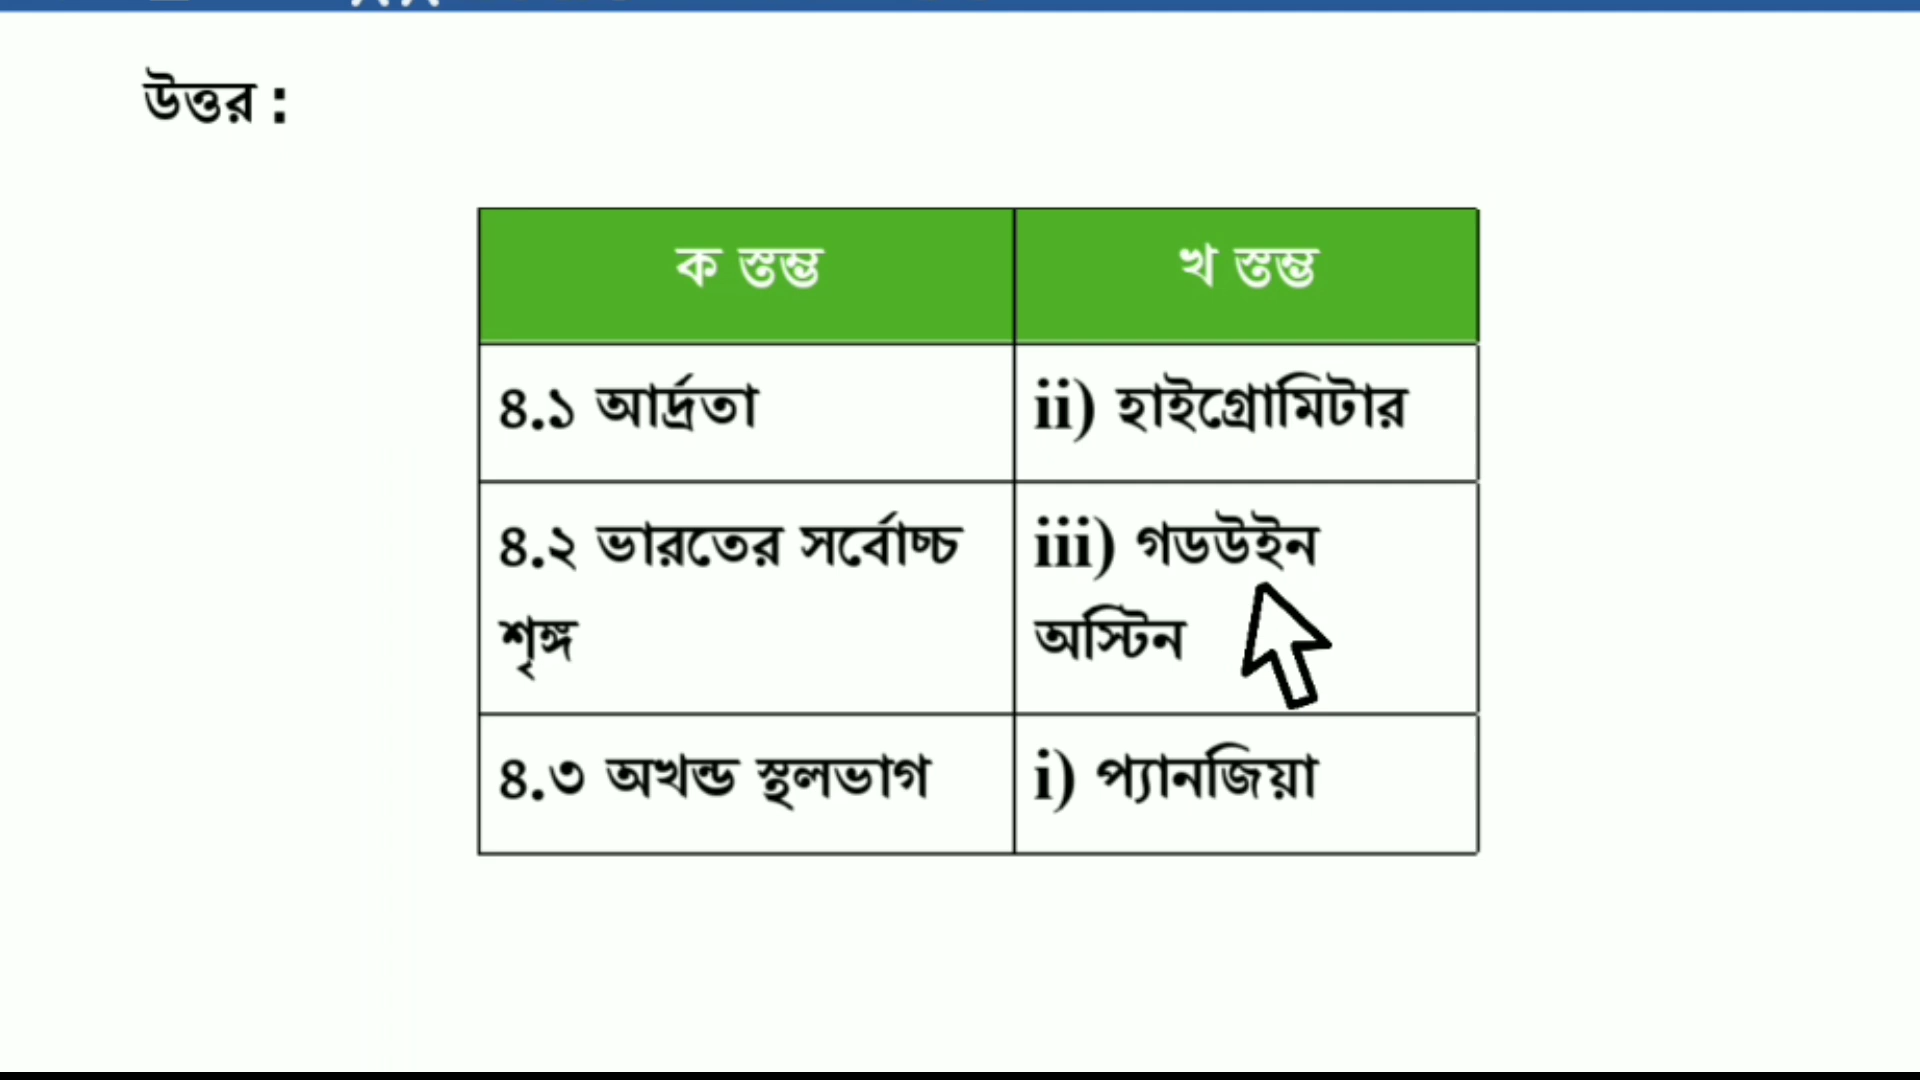 উত্তর :
ক স্তম্ভ
খ স্তম্ভ
৪.১ আর্দ্রতা
ii) হাইগ্রোমিটার
৪.২ ভারতের সর্বোচ্চ
শৃঙ্গ
iii) গডউইন
অস্টিন
৪.৩ অখন্ড স্থলভাগ
i) প্যানজিয়া